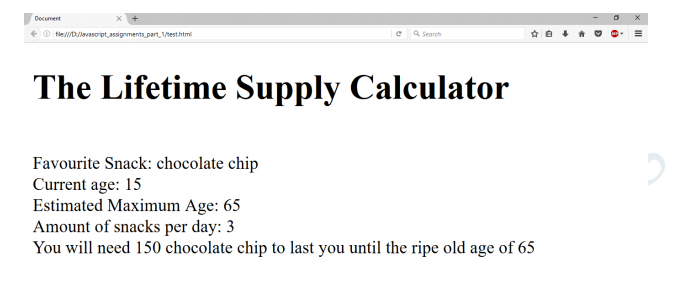 Document
file:///D:/Javascript_assignments_part_1/test.html
Search
The Lifetime Supply Calculator
Favourite Snack: chocolate chip
Current age: 15
Estimated Maximum Age: 65
Amount of snacks per day: 3
You will need 150 chocolate chip to last you until the ripe old age of 65